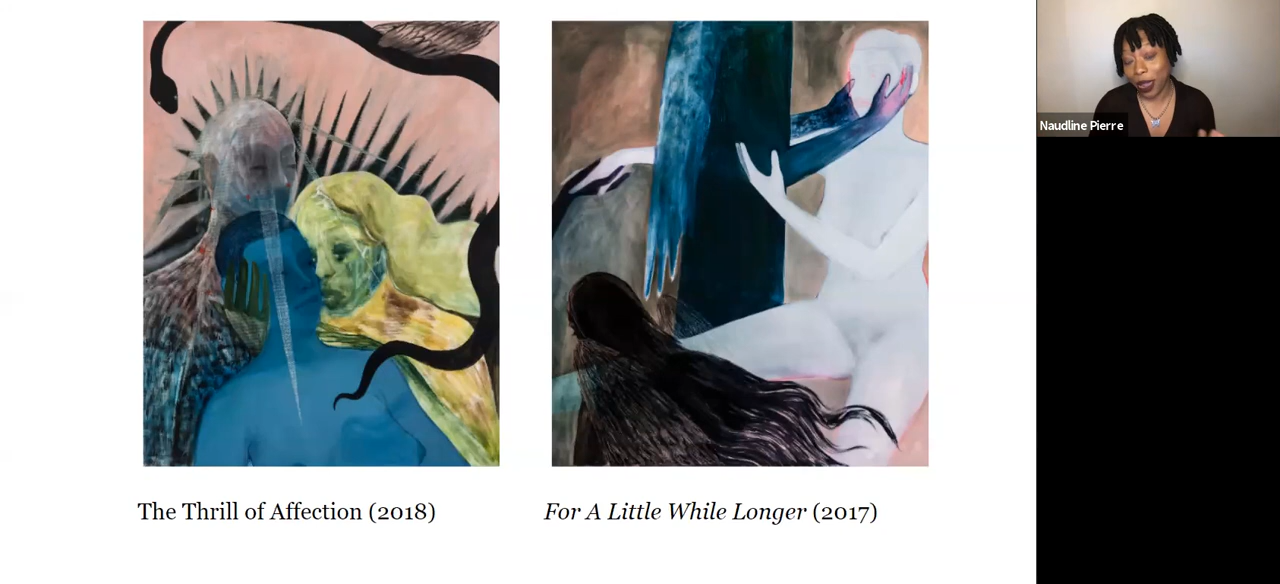 Naudline Pierre
The Thrill of Affection (2018)
For A Little While Longer (2017)